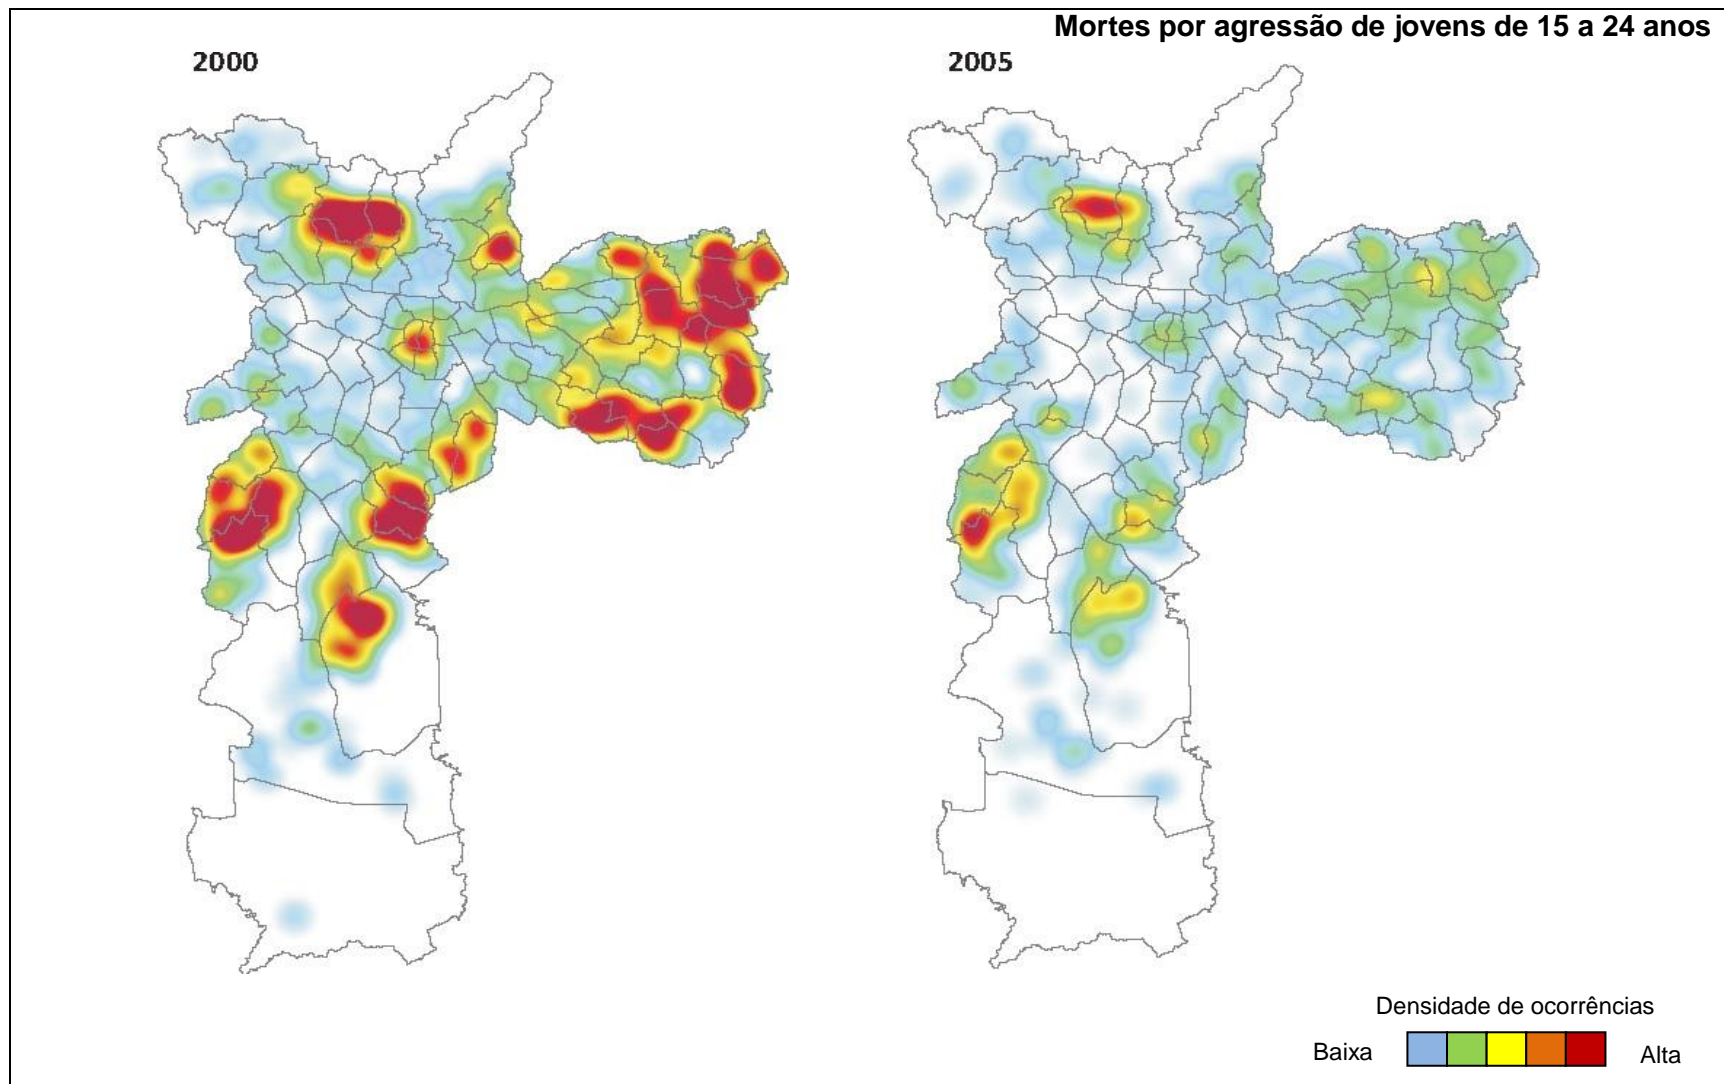 Mortes por agressão de jovens de 15 a 24 anos
2000
2005
Densidade de ocorrências
Baixa
Alta